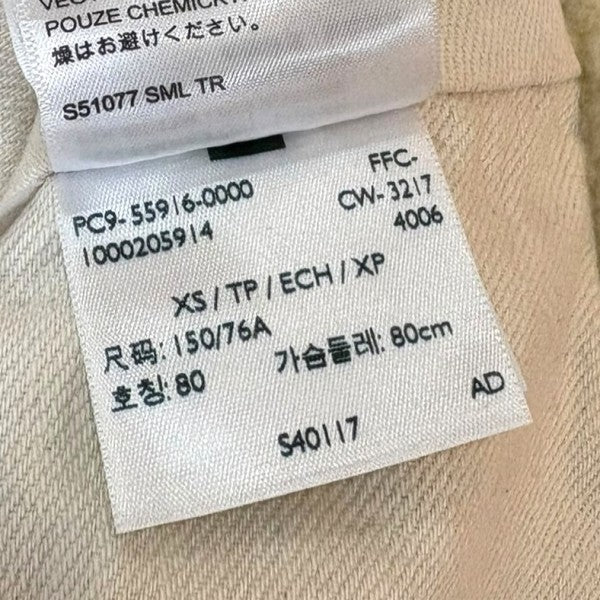 POUZE CHEMICKY
燥はお避けください。
S51077 SML TR
PC9-55916-0000
1000205914
FFC-
CW-3217
4006
XS / TP / ECH / XP
尺码: 150/76A
호칭: 80
가슴둘레: 80cm
AD
S40117